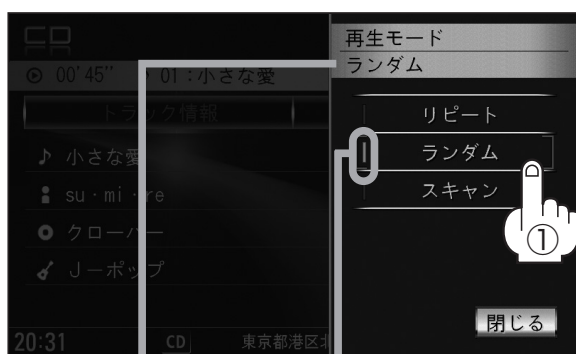 CD
00'45'' ♪ 01:小さな愛
トラック情報
♪ 小さな愛
su・mi・re
クローバー
J－ポップ
20:31 CD 東京都港区
再生モード
ランダム
リピート
ランダム
スキャン
①
閉じる